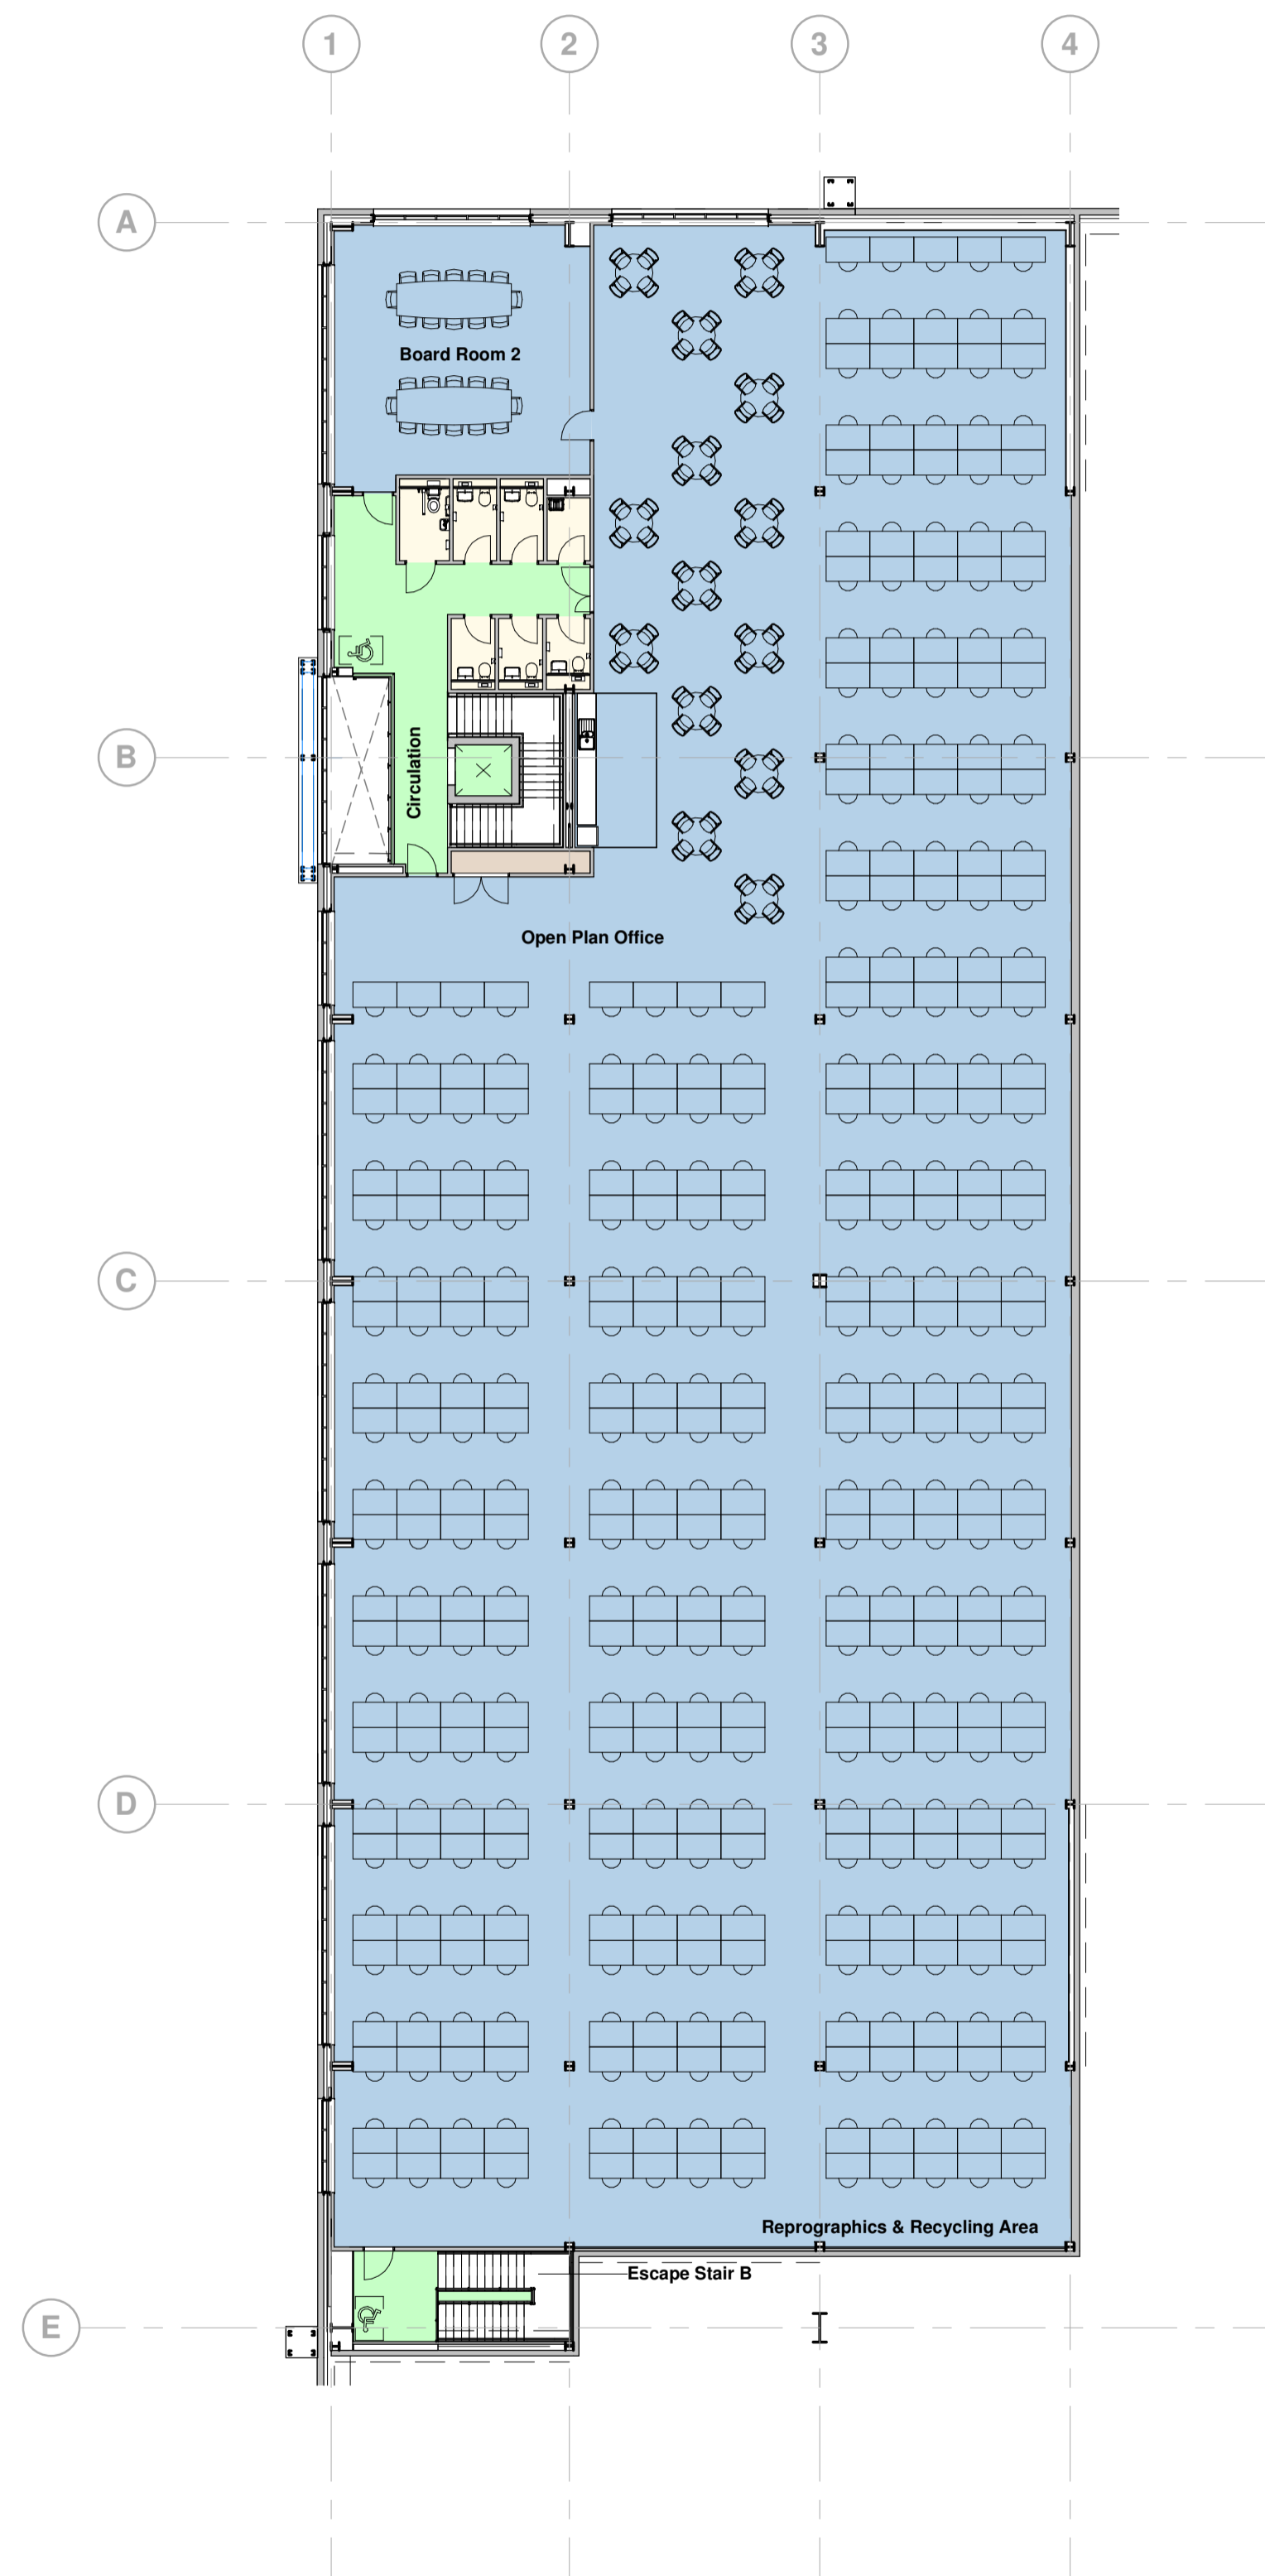 1
2
3
4
A
Board Room 2
B
Circulation
Open Plan Office
C
D
Reprographics & Recycling Area
Escape Stair B
E